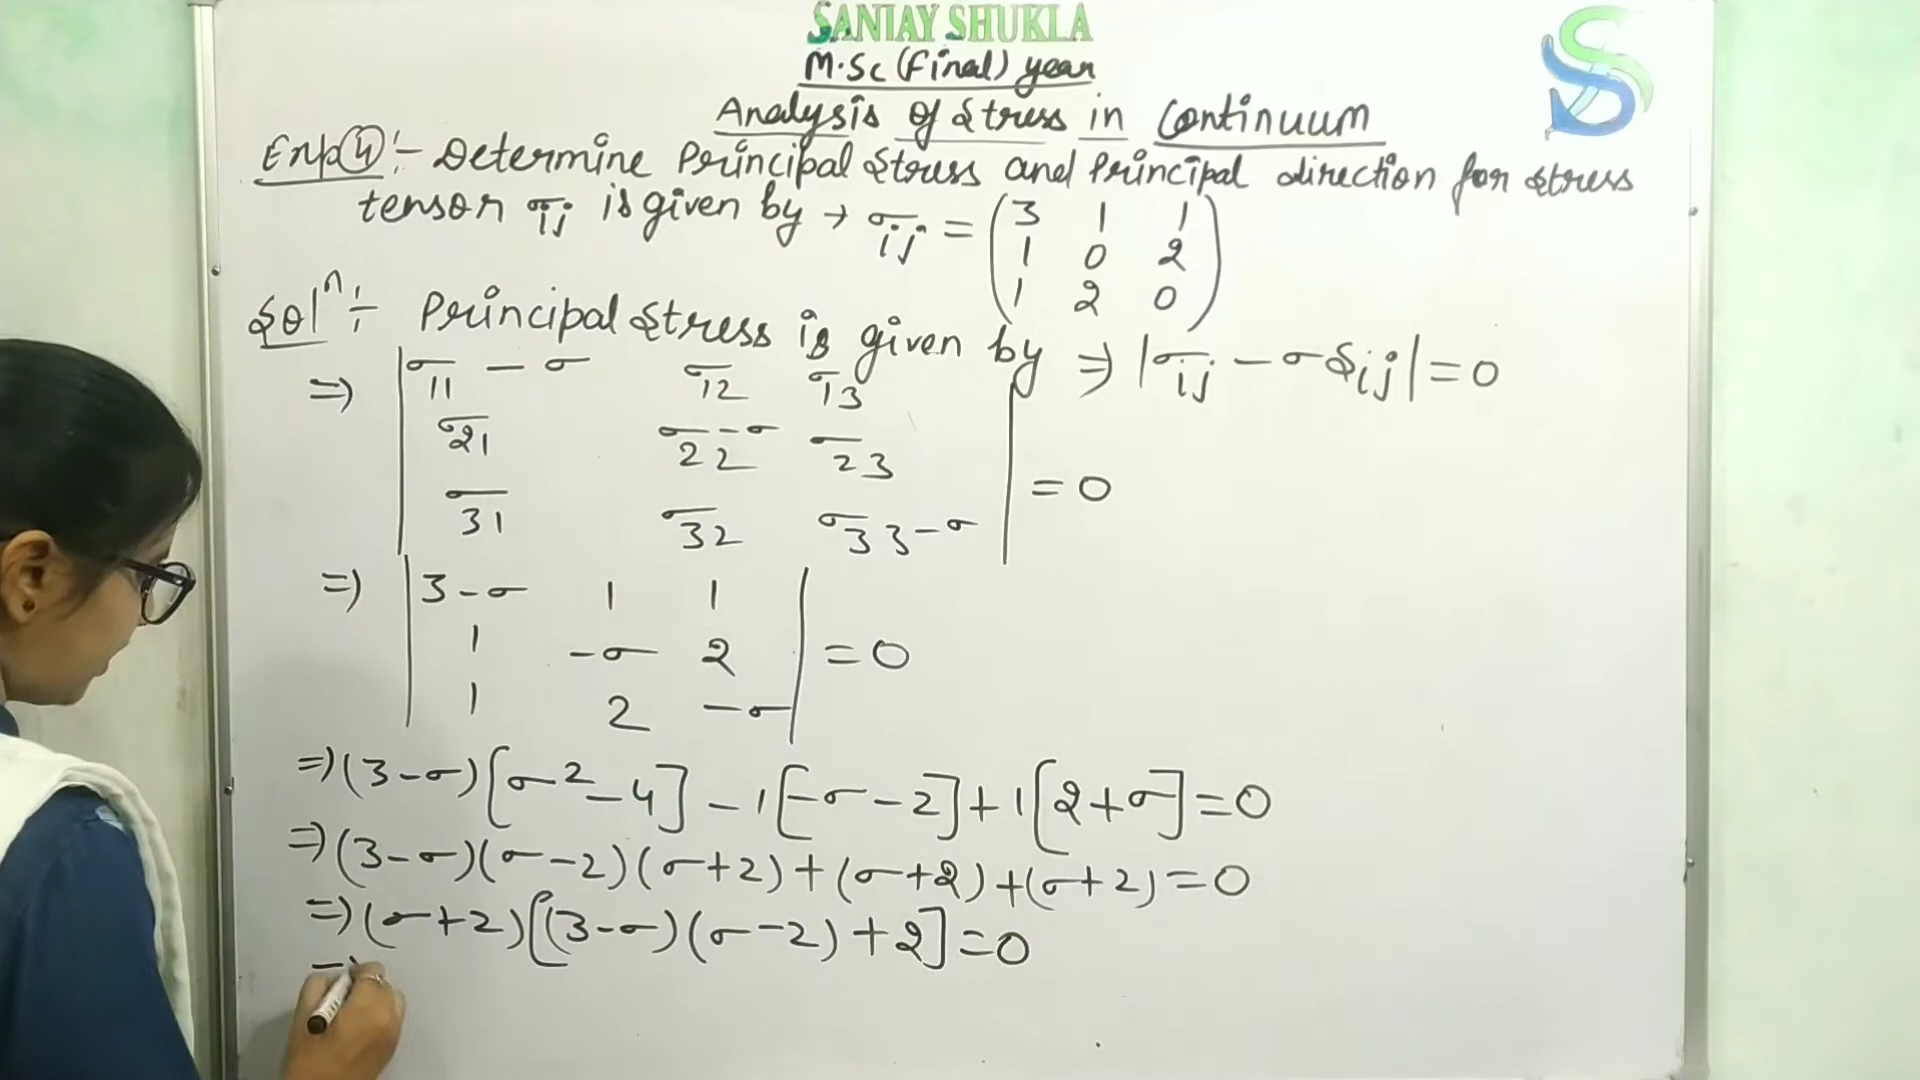 SANJAY SHUKLA
M.Sc (Final) year
Analysis of Stress in Continuum
Exp(4):- Determine Principal Stress and Principal direction for stress
tensor σij is given by → σij = (3 1 1
1 0 2
1 2 0)
Solⁿ:- Principal Stress is given by ⇒ |σij - σδij| = 0
⇒ |σ11 - σ σ12 σ13
σ21 σ22 - σ σ23
σ31 σ32 σ33 - σ| = 0
⇒ |3-σ 1 1
1 -σ 2
1 2 -σ| = 0
⇒ (3-σ)[σ²-4] - 1[-σ-2] + 1[2+σ] = 0
⇒ (3-σ)(σ-2)(σ+2) + (σ+2) + (σ+2) = 0
⇒ (σ+2)[(3-σ)(σ-2) + 2] = 0